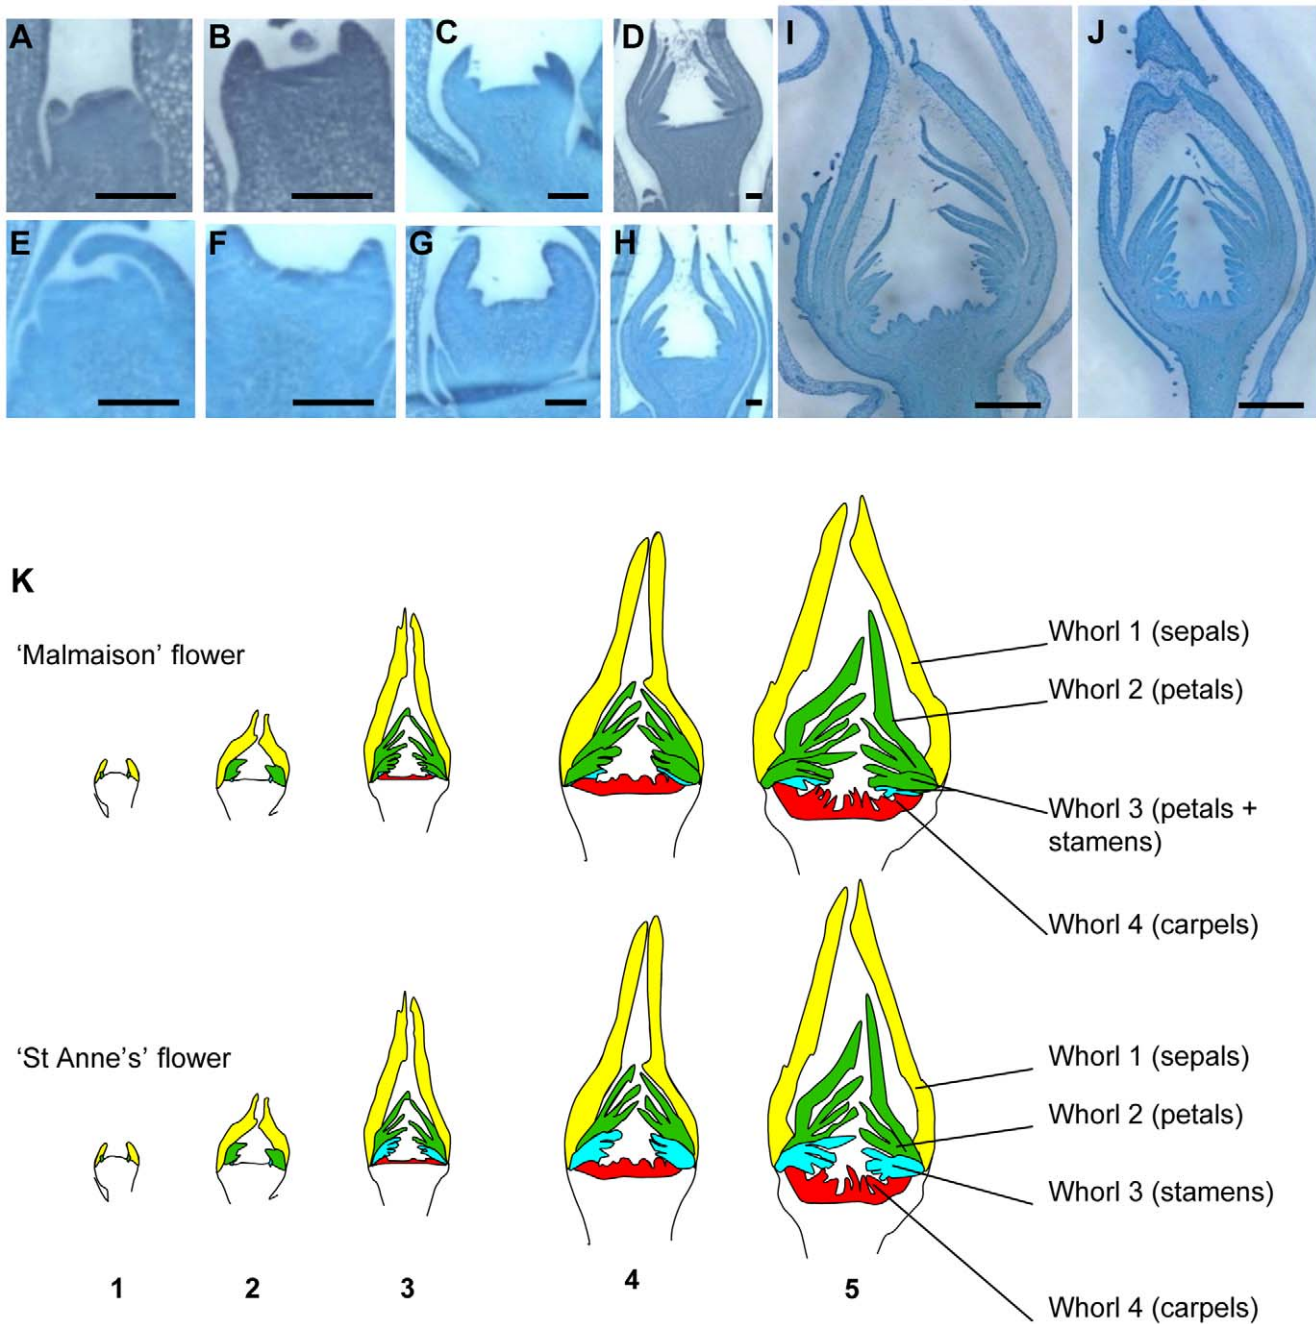 A
B
C
D
I
J
E
F
G
H
K
‘Malmaison’ flower
Whorl 1 (sepals)
Whorl 2 (petals)
Whorl 3 (petals +
stamens)
Whorl 4 (carpels)
‘St Anne’s’ flower
Whorl 1 (sepals)
Whorl 2 (petals)
Whorl 3 (stamens)
Whorl 4 (carpels)
1
2
3
4
5